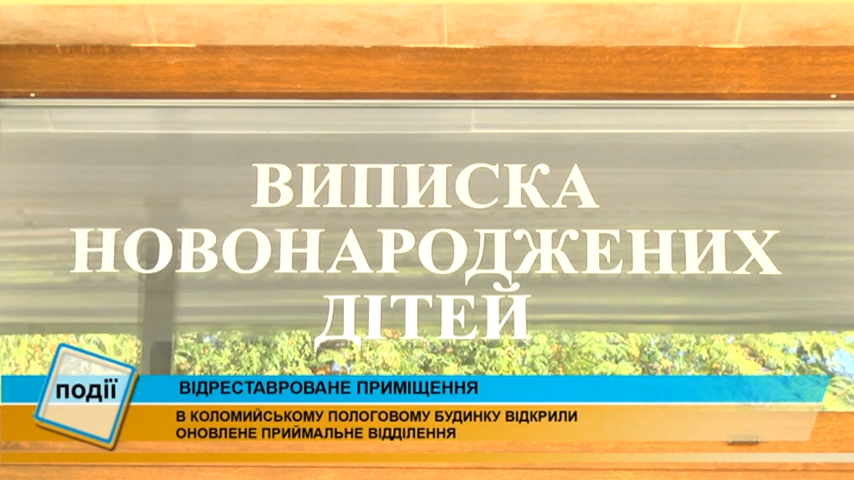 ВИПИСКА
НОВОНАРОДЖЕНИХ
ДІТЕЙ
ПОДІЇ
ВІДРЕСТАВРОВАНЕ ПРИМІЩЕННЯ
В КОЛОМИЙСЬКОМУ ПОЛОГОВОМУ БУДИНКУ ВІДКРИЛИ
ОНОВЛЕНЕ ПРИЙМАЛЬНЕ ВІДДІЛЕННЯ